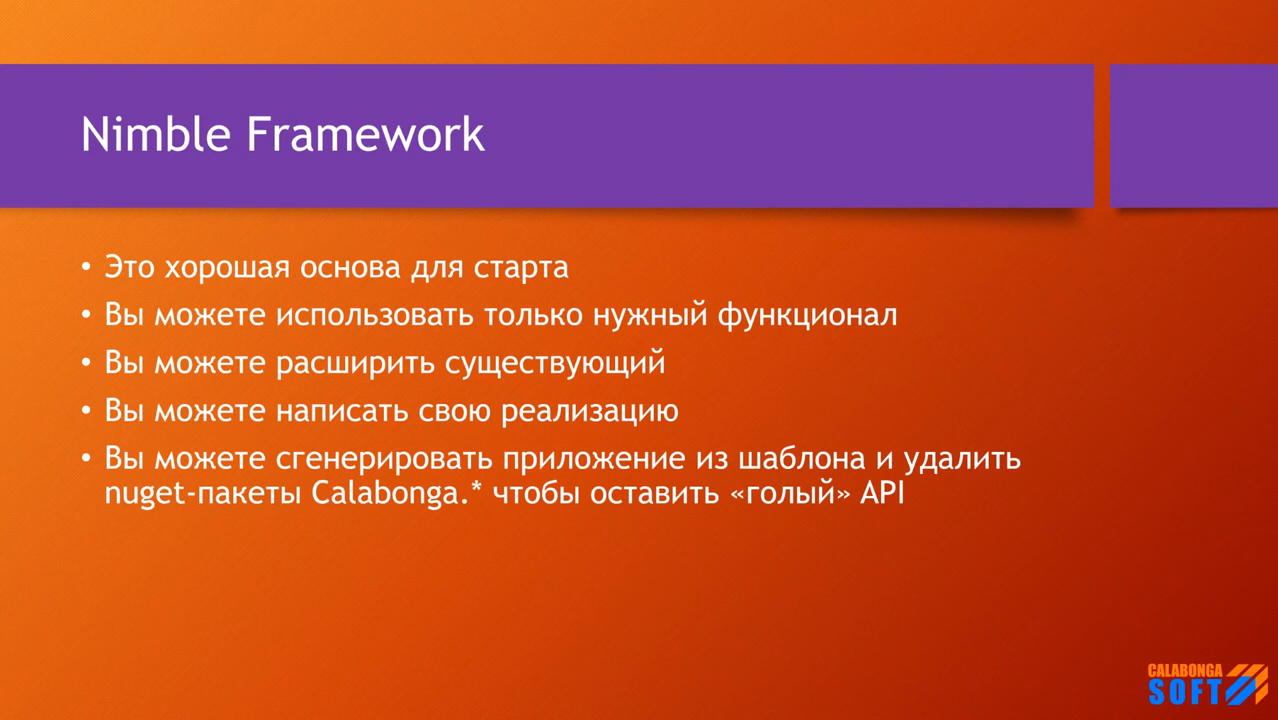 Nimble Framework
• Это хорошая основа для старта
• Вы можете использовать только нужный функционал
• Вы можете расширить существующий
• Вы можете написать свою реализацию
• Вы можете сгенерировать приложение из шаблона и удалить
nuget-пакеты Calabonga.* чтобы оставить «голый» API
CALABONGA
SOFT